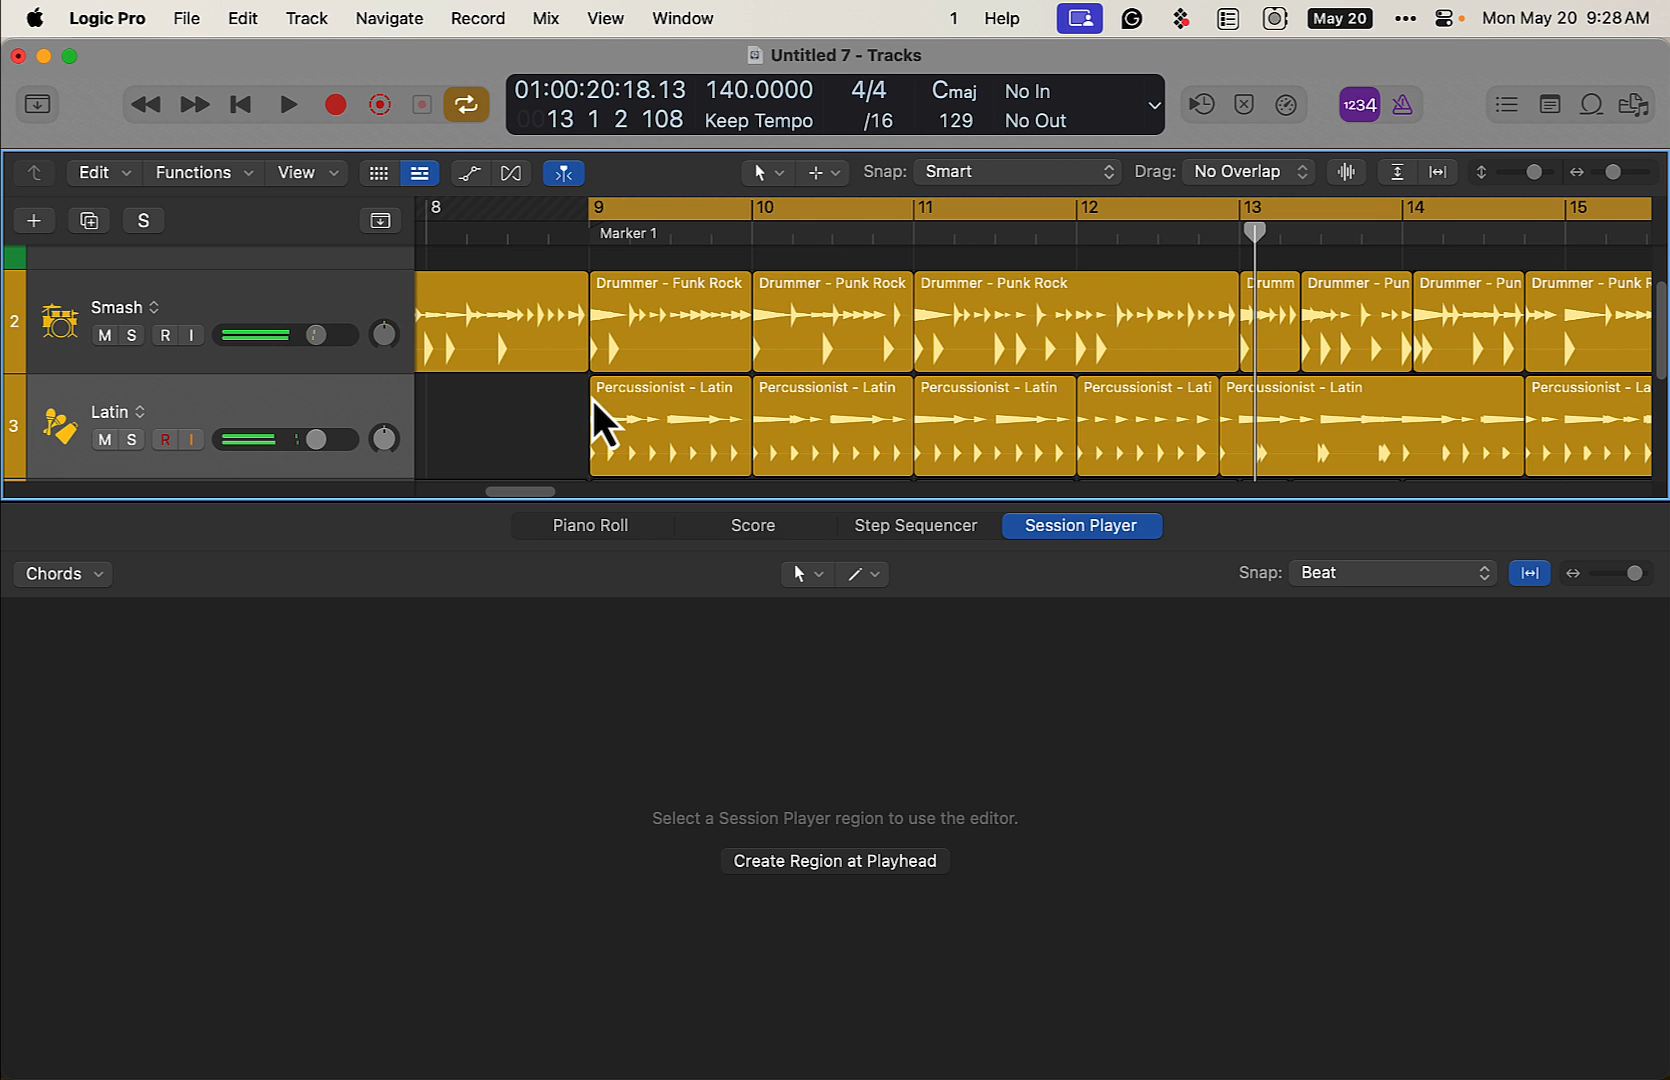 Logic Pro File Edit Track Navigate Record Mix View Window 1 Help May 20 Mon May 20 9:28 AM
Untitled 7 - Tracks
01:00:20:18.13 140.0000 4/4 Cmaj No In
0013 1 2 108 Keep Tempo /16 129 No Out
1234
Edit Functions View Snap: Smart Drag: No Overlap
S
8 9 10 11 12 13 14 15
Marker 1
2 Smash
M S R I
Drummer - Funk Rock Drummer - Punk Rock Drummer - Punk Rock Drumm Drummer - Pun Drummer - Pun Drummer - Punk R
3 Latin
M S R I
Percussionist - Latin Percussionist - Latin Percussionist - Latin Percussionist - Lati Percussionist - Latin Percussionist - La
Piano Roll Score Step Sequencer Session Player
Chords Snap: Beat
Select a Session Player region to use the editor.
Create Region at Playhead